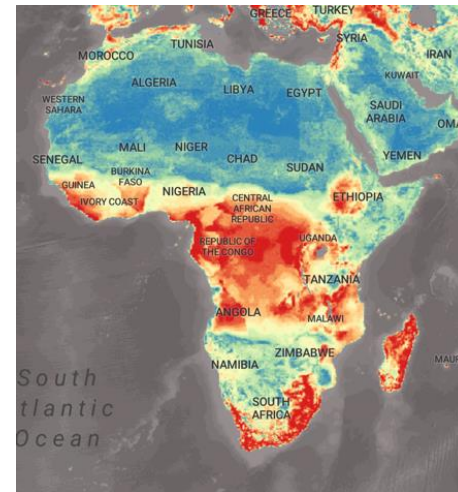 GREECE
TURKEY
TUNISIA
SYRIA
MOROCCO
IRAN
ALGERIA
LIBYA
EGYPT
KUWAIT
WESTERN
SAHARA
SAUDI
ARABIA
OMA
MALI
NIGER
CHAD
SUDAN
YEMEN
SENEGAL
BURKINA
FASO
GUINEA
NIGERIA
IVORY COAST
CENTRAL
AFRICAN
REPUBLIC
ETHIOPIA
REPUBLIC OF
THE CONGO
UGANDA
TANZANIA
ANGOLA
MALAWI
ZIMBABWE
NAMIBIA
MAUR
SOUTH
AFRICA
South
tlantic
Ocean